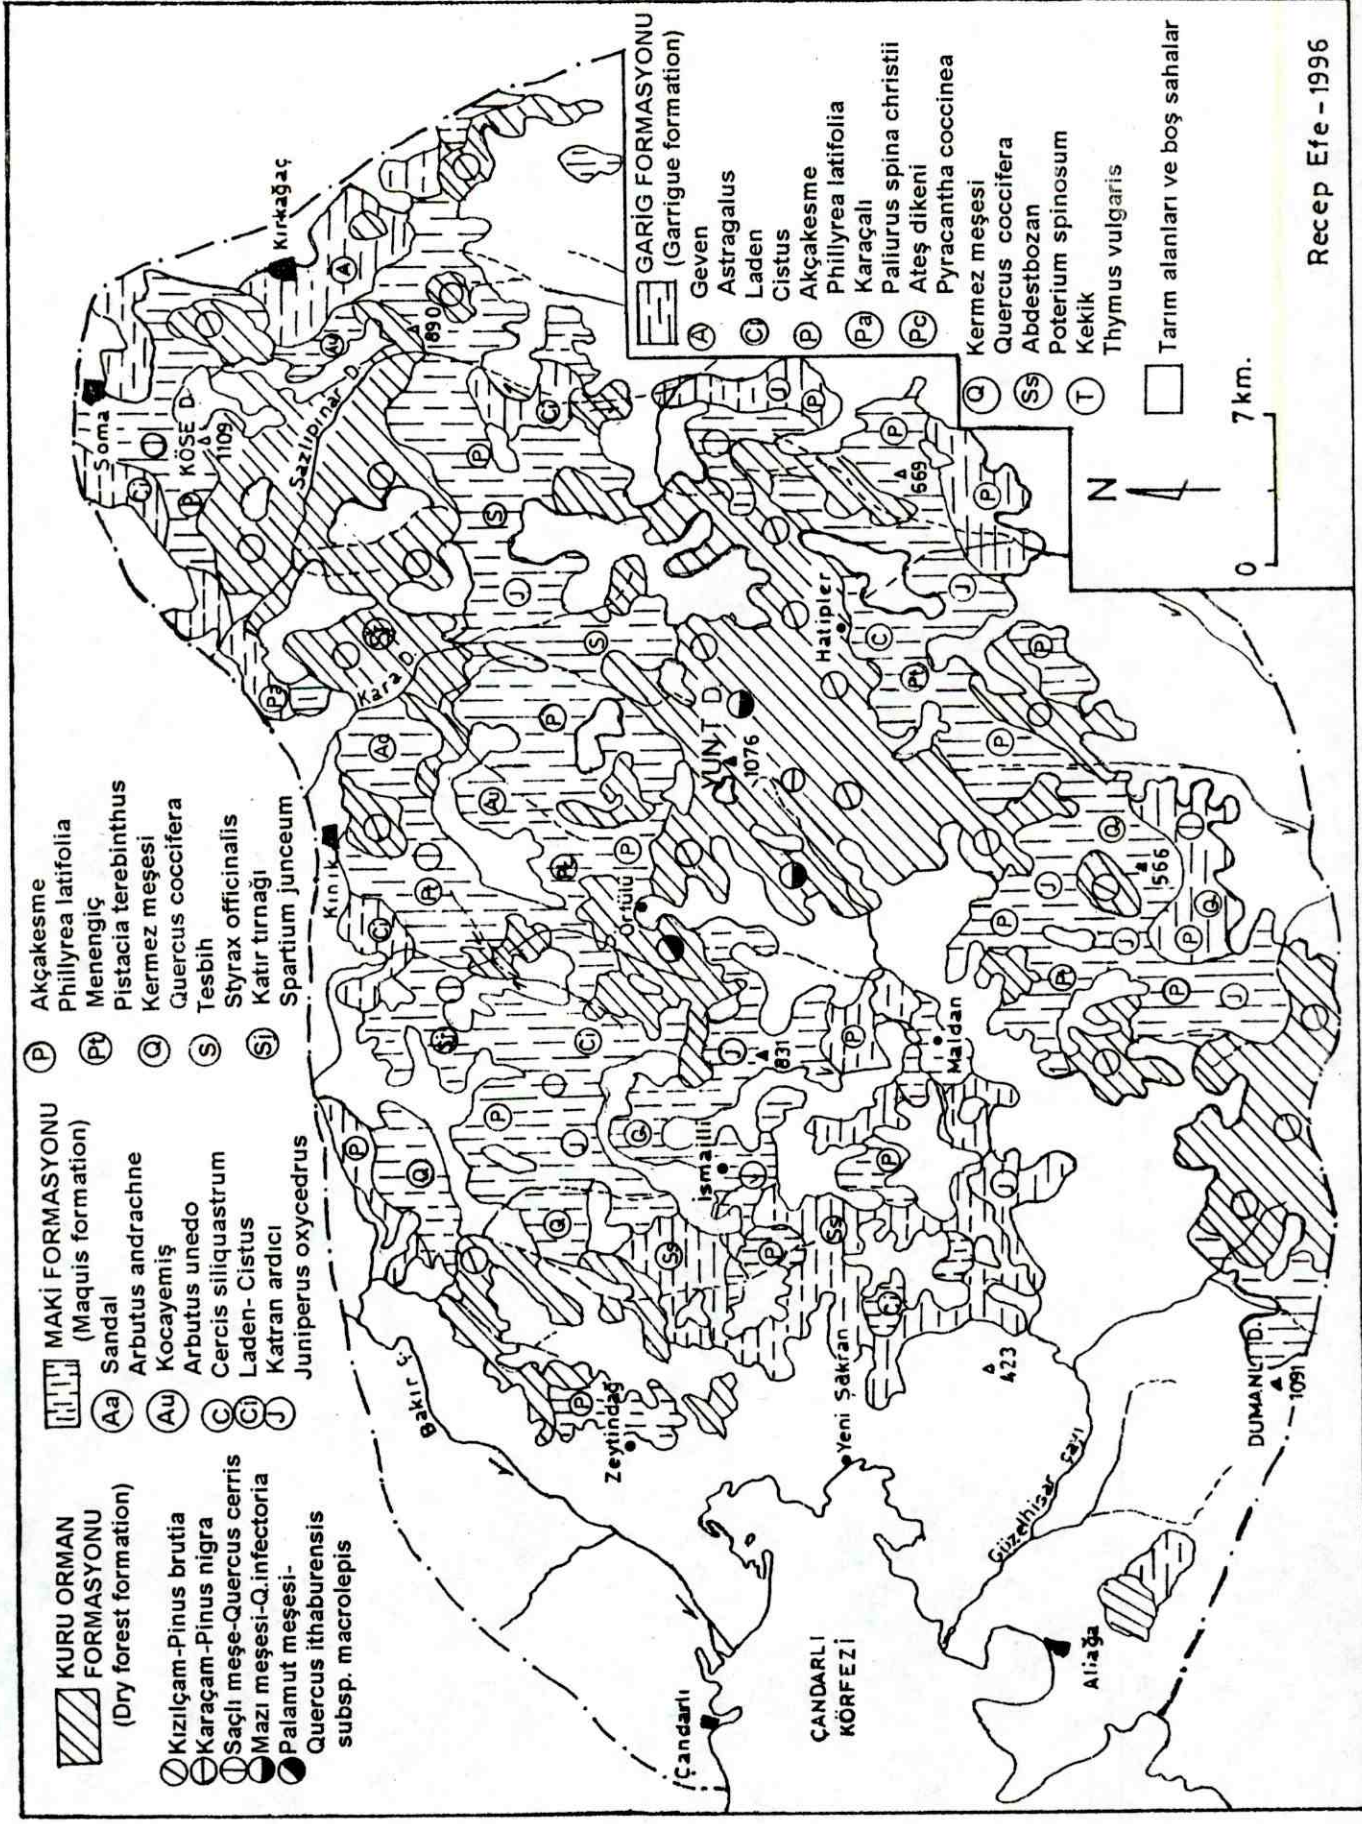 KURU ORMAN
FORMASYONU
(Dry forest formation)
Kızılçam-Pinus brutia
Karaçam-Pinus nigra
Saçlı meşe-Quercus cerris
Mazı meşesi-Q.infectoria
Palamut meşesi-
Quercus ithaburensis
subsp. macrolepis
MAKİ FORMASYONU
(Maquis formation)
Aa Sandal
Arbutus andrachne
Au Kocayemiş
Arbutus unedo
C Cercis siliquastrum
Ci Laden- Cistus
J Katran ardıcı
Juniperus oxycedrus
P Akçakesme
Phillyrea latifolia
Pt Menengiç
Pistacia terebinthus
Q Kermez meşesi
Quercus coccifera
S Tesbih
Styrax officinalis
Sj Katır tırnağı
Spartium junceum
GARİG FORMASYONU
(Garrigue formation)
A Geven
Astragalus
Ci Laden
Cistus
P Akçakesme
Phillyrea latifolia
Pa Karaçalı
Paliurus spina christii
Pc Ateş dikeni
Pyracantha coccinea
Q Kermez meşesi
Quercus coccifera
Ss Abdestbozan
Poterium spinosum
T Kekik
Thymus vulgaris
Tarım alanları ve boş sahalar
N
0 7 km.
Recep Efe - 1996
Soma
Kırkağaç
KÖSE D.
1109
Sazlıpınar D.
890
Kara D.
Kınık
Bakır Ç.
YUNT D.
1076
Hatipler
669
Örtülü
831
Ismailli
Maldan
566
Zeytindağ
Yeni Şakran
423
Güzelhisar Çayı
DUMANLI D.
1091
Çandarlı
ÇANDARLI
KÖRFEZİ
Aliağa